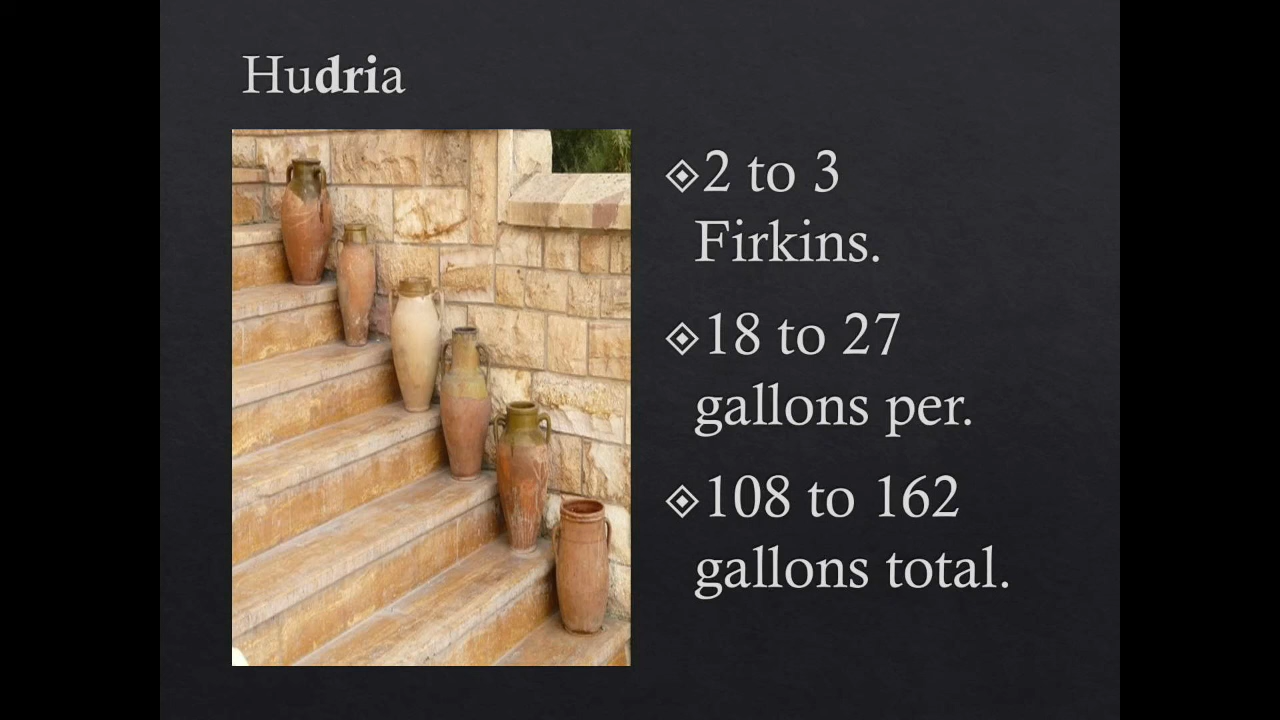 Hudria
2 to 3
Firkins.
18 to 27
gallons per.
108 to 162
gallons total.